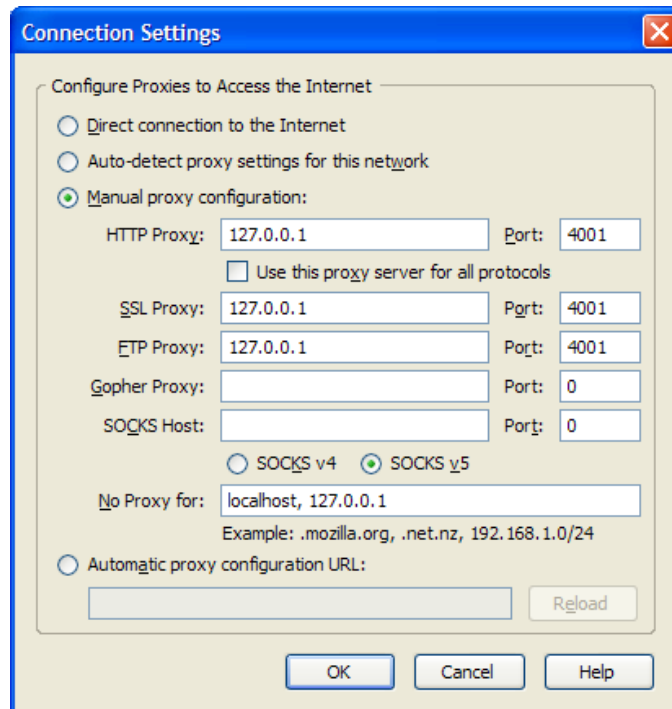 Connection Settings
Configure Proxies to Access the Internet
Direct connection to the Internet
Auto-detect proxy settings for this network
Manual proxy configuration:
HTTP Proxy: 127.0.0.1 Port: 4001
Use this proxy server for all protocols
SSL Proxy: 127.0.0.1 Port: 4001
FTP Proxy: 127.0.0.1 Port: 4001
Gopher Proxy: Port: 0
SOCKS Host: Port: 0
SOCKS v4 SOCKS v5
No Proxy for: localhost, 127.0.0.1
Example: .mozilla.org, .net.nz, 192.168.1.0/24
Automatic proxy configuration URL:
Reload
OK Cancel Help